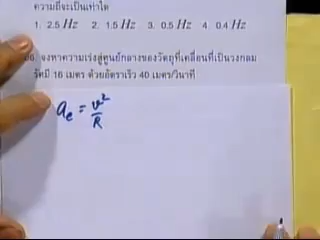 ความถี่จะเป็นเท่าใด
1. 2.5 Hz 2. 1.5 Hz 3. 0.5 Hz 4. 0.4 Hz
จงหาความเร่งสู่ศูนย์กลางของวัตถุที่เคลื่อนที่เป็นวงกลม
รัศมี 16 เมตร ด้วยอัตราเร็ว 40 เมตร/วินาที
a_c = v²/R